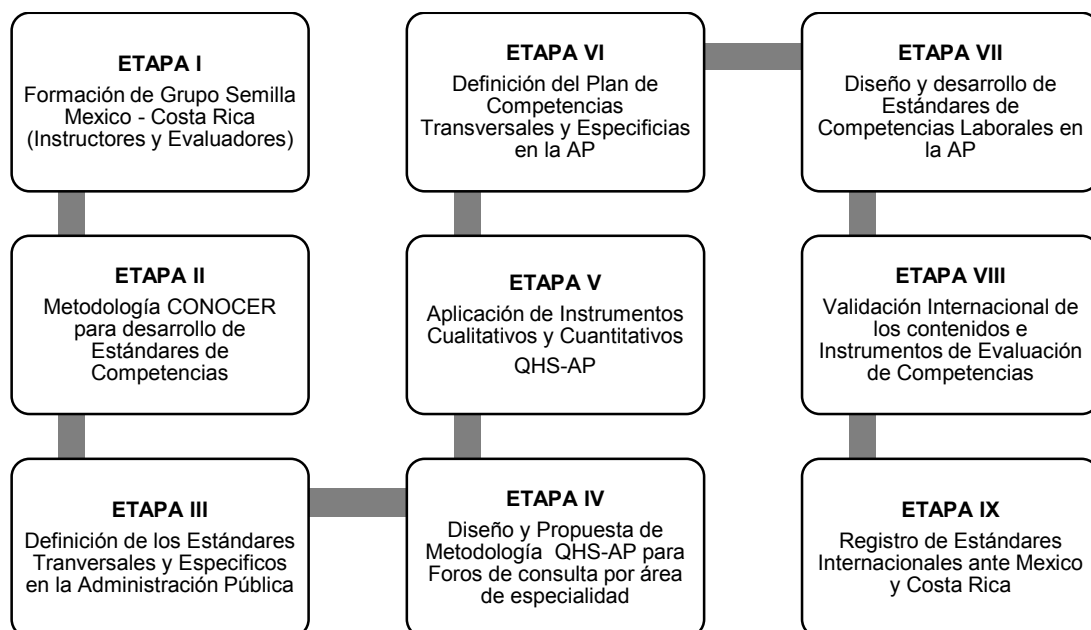 ETAPA I
Formación de Grupo Semilla
Mexico - Costa Rica
(Instructores y Evaluadores)
ETAPA II
Metodología CONOCER
para desarrollo de
Estándares de
Competencias
ETAPA III
Definición de los Estándares
Tranversales y Especificos
en la Administración Pública
ETAPA IV
Diseño y Propuesta de
Metodología QHS-AP para
Foros de consulta por área
de especialidad
ETAPA V
Aplicación de Instrumentos
Cualitativos y Cuantitativos
QHS-AP
ETAPA VI
Definición del Plan de
Competencias
Transversales y Especificias
en la AP
ETAPA VII
Diseño y desarrollo de
Estándares de
Competencias Laborales en
la AP
ETAPA VIII
Validación Internacional de
los contenidos e
Instrumentos de Evaluación
de Competencias
ETAPA IX
Registro de Estándares
Internacionales ante Mexico
y Costa Rica